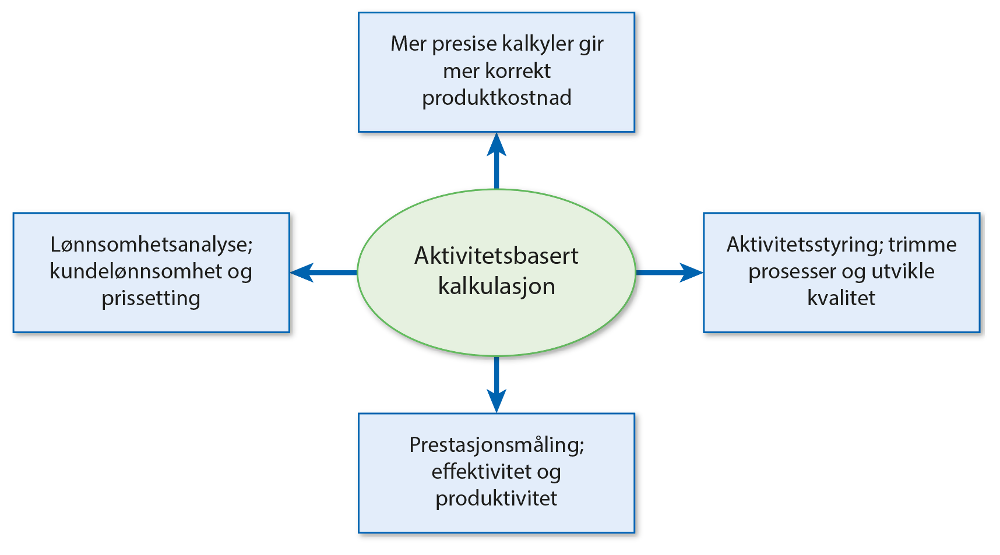 Mer presise kalkyler gir
mer korrekt
produktkostnad
Lønnsomhetsanalyse;
kundelønnsomhet og
prissetting
Aktivitetsbasert
kalkulasjon
Aktivitetsstyring; trimme
prosesser og utvikle
kvalitet
Prestasjonsmåling;
effektivitet og
produktivitet